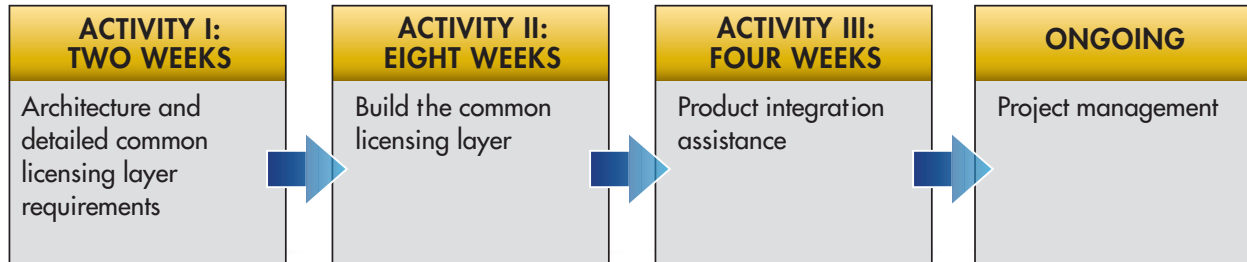 ACTIVITY I:
TWO WEEKS
Architecture and
detailed common
licensing layer
requirements
ACTIVITY II:
EIGHT WEEKS
Build the common
licensing layer
ACTIVITY III:
FOUR WEEKS
Product integration
assistance
ONGOING
Project management